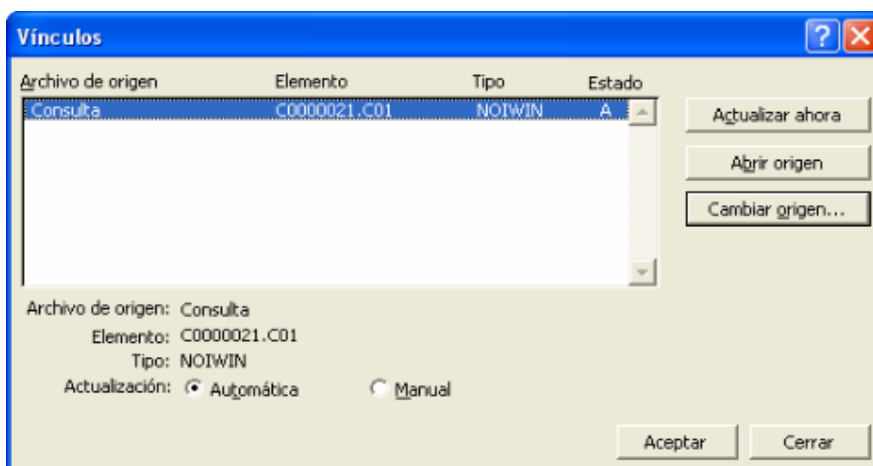 Vínculos
Archivo de origen Elemento Tipo Estado
Consulta C0000021.C01 NOIWIN A
Actualizar ahora
Abrir origen
Cambiar origen...
Archivo de origen: Consulta
Elemento: C0000021.C01
Tipo: NOIWIN
Actualización: Automática Manual
Aceptar Cerrar